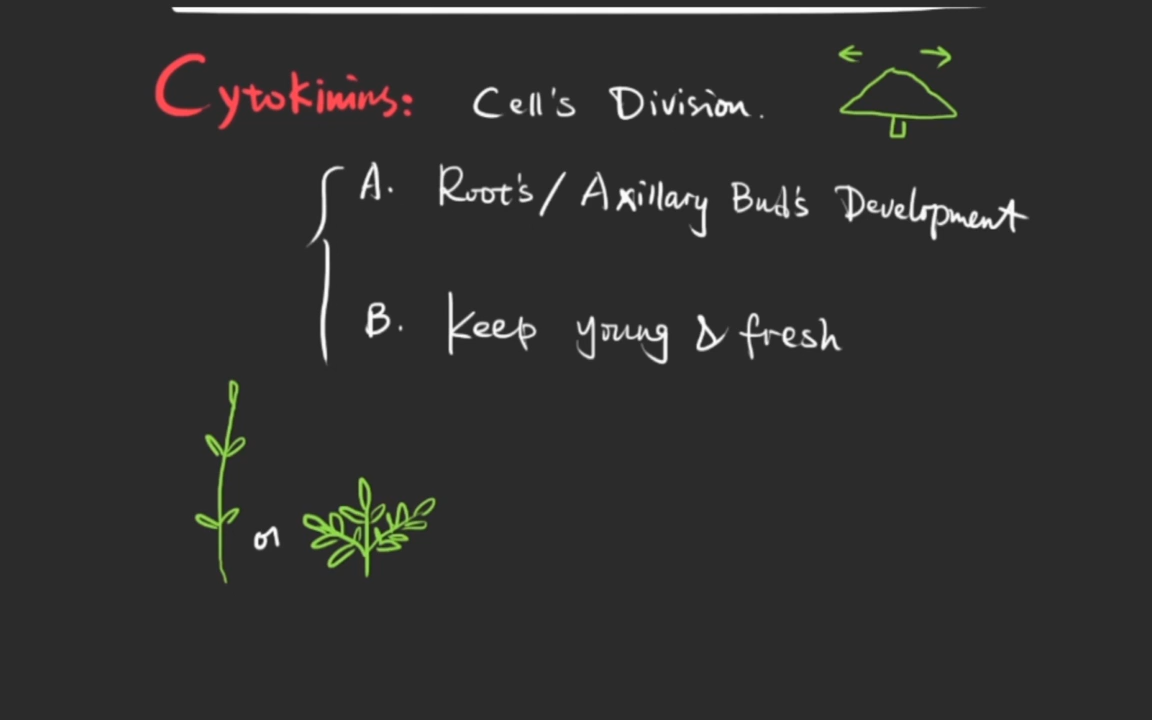 Cytokinins: Cell's Division.
A. Root's / Axillary Bud's Development
B. Keep young & fresh
or